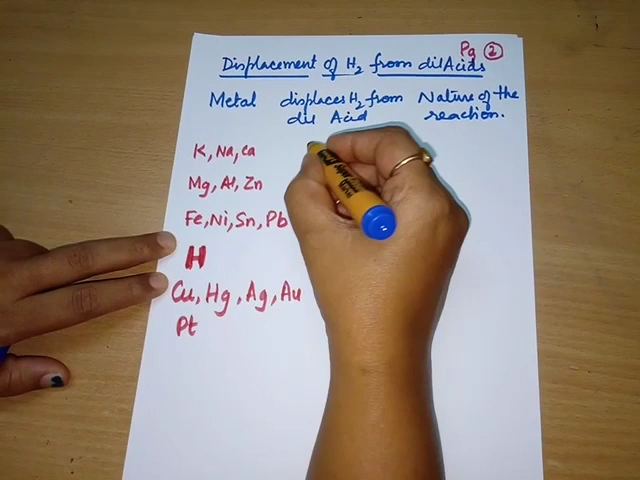 Pg 2
Displacement of H2 from dil Acids
Metal displaces H2 from Nature of the
dil Acid reaction.
K, Na, Ca
Mg, Al, Zn
Fe, Ni, Sn, Pb
H
Cu, Hg, Ag, Au
Pt